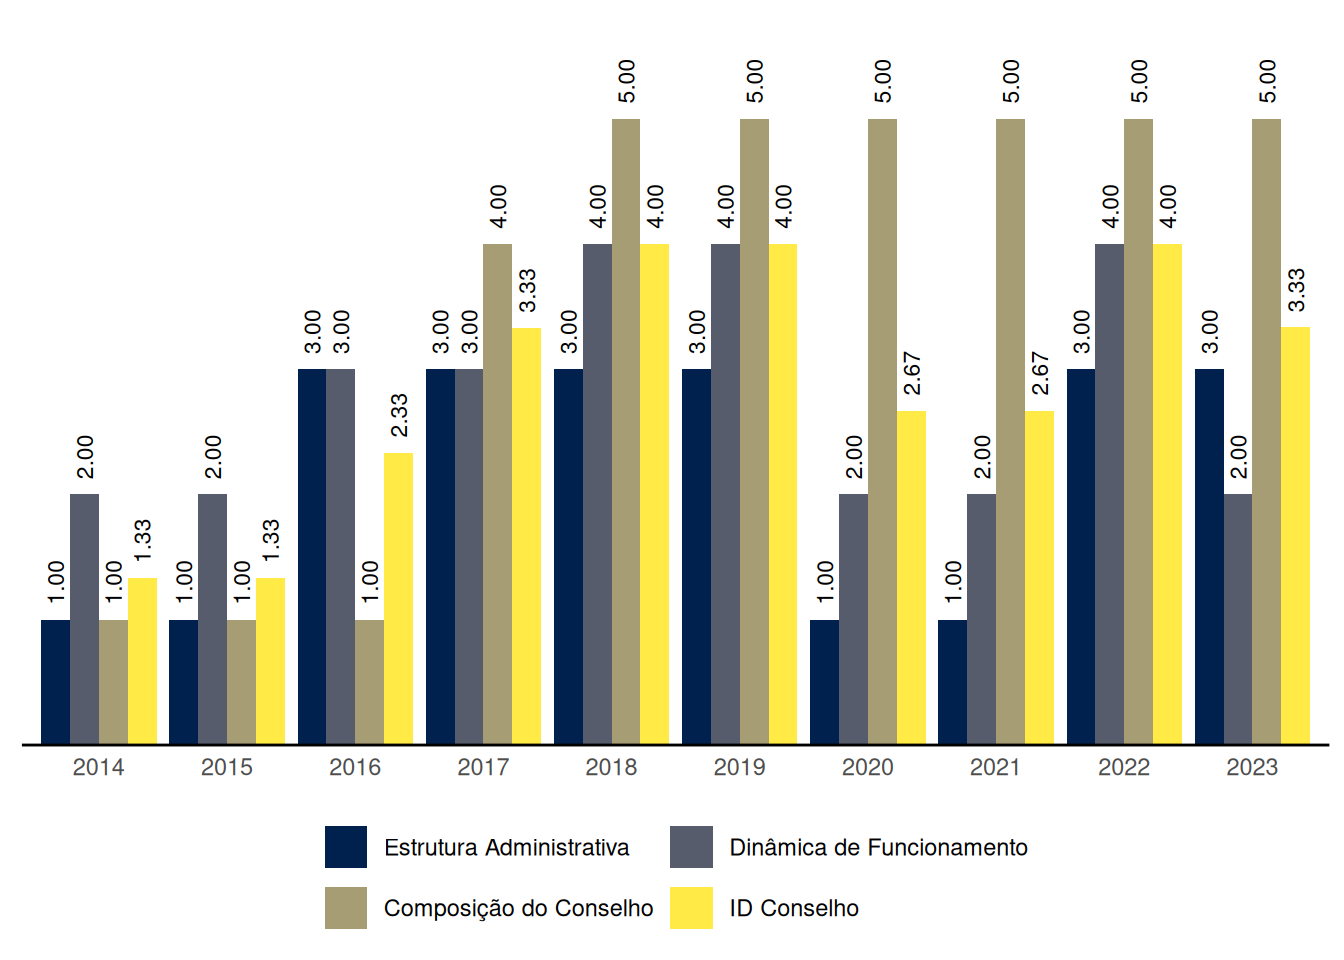 5.00 5.00 5.00 5.00 5.00 5.00
4.00 4.00 4.00 4.00 4.00 4.00 4.00
3.33 3.33
3.00 3.00 3.00 3.00 3.00 3.00 3.00 3.00
2.67 2.67
2.33
2.00 2.00 2.00 2.00 2.00
1.33 1.33
1.00 1.00 1.00 1.00 1.00 1.00 1.00
2014 2015 2016 2017 2018 2019 2020 2021 2022 2023
Estrutura Administrativa Dinâmica de Funcionamento
Composição do Conselho ID Conselho